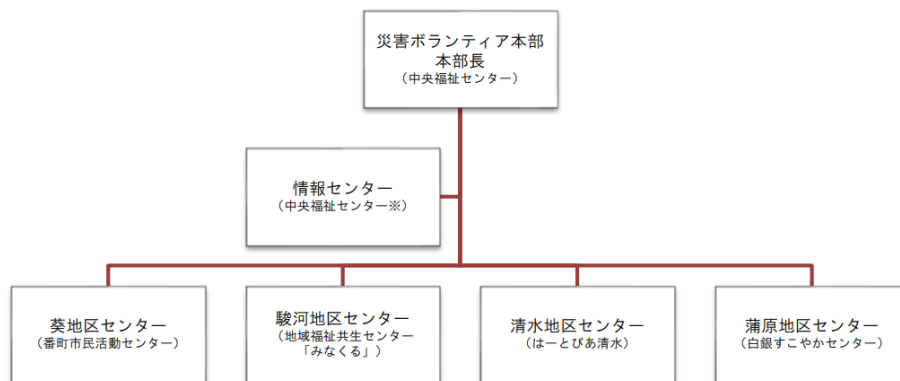 災害ボランティア本部
本部長
（中央福祉センター）
情報センター
（中央福祉センター※）
葵地区センター
（番町市民活動センター）
駿河地区センター
（地域福祉共生センター
「みなくる」）
清水地区センター
（はーとぴあ清水）
蒲原地区センター
（白銀すこやかセンター）